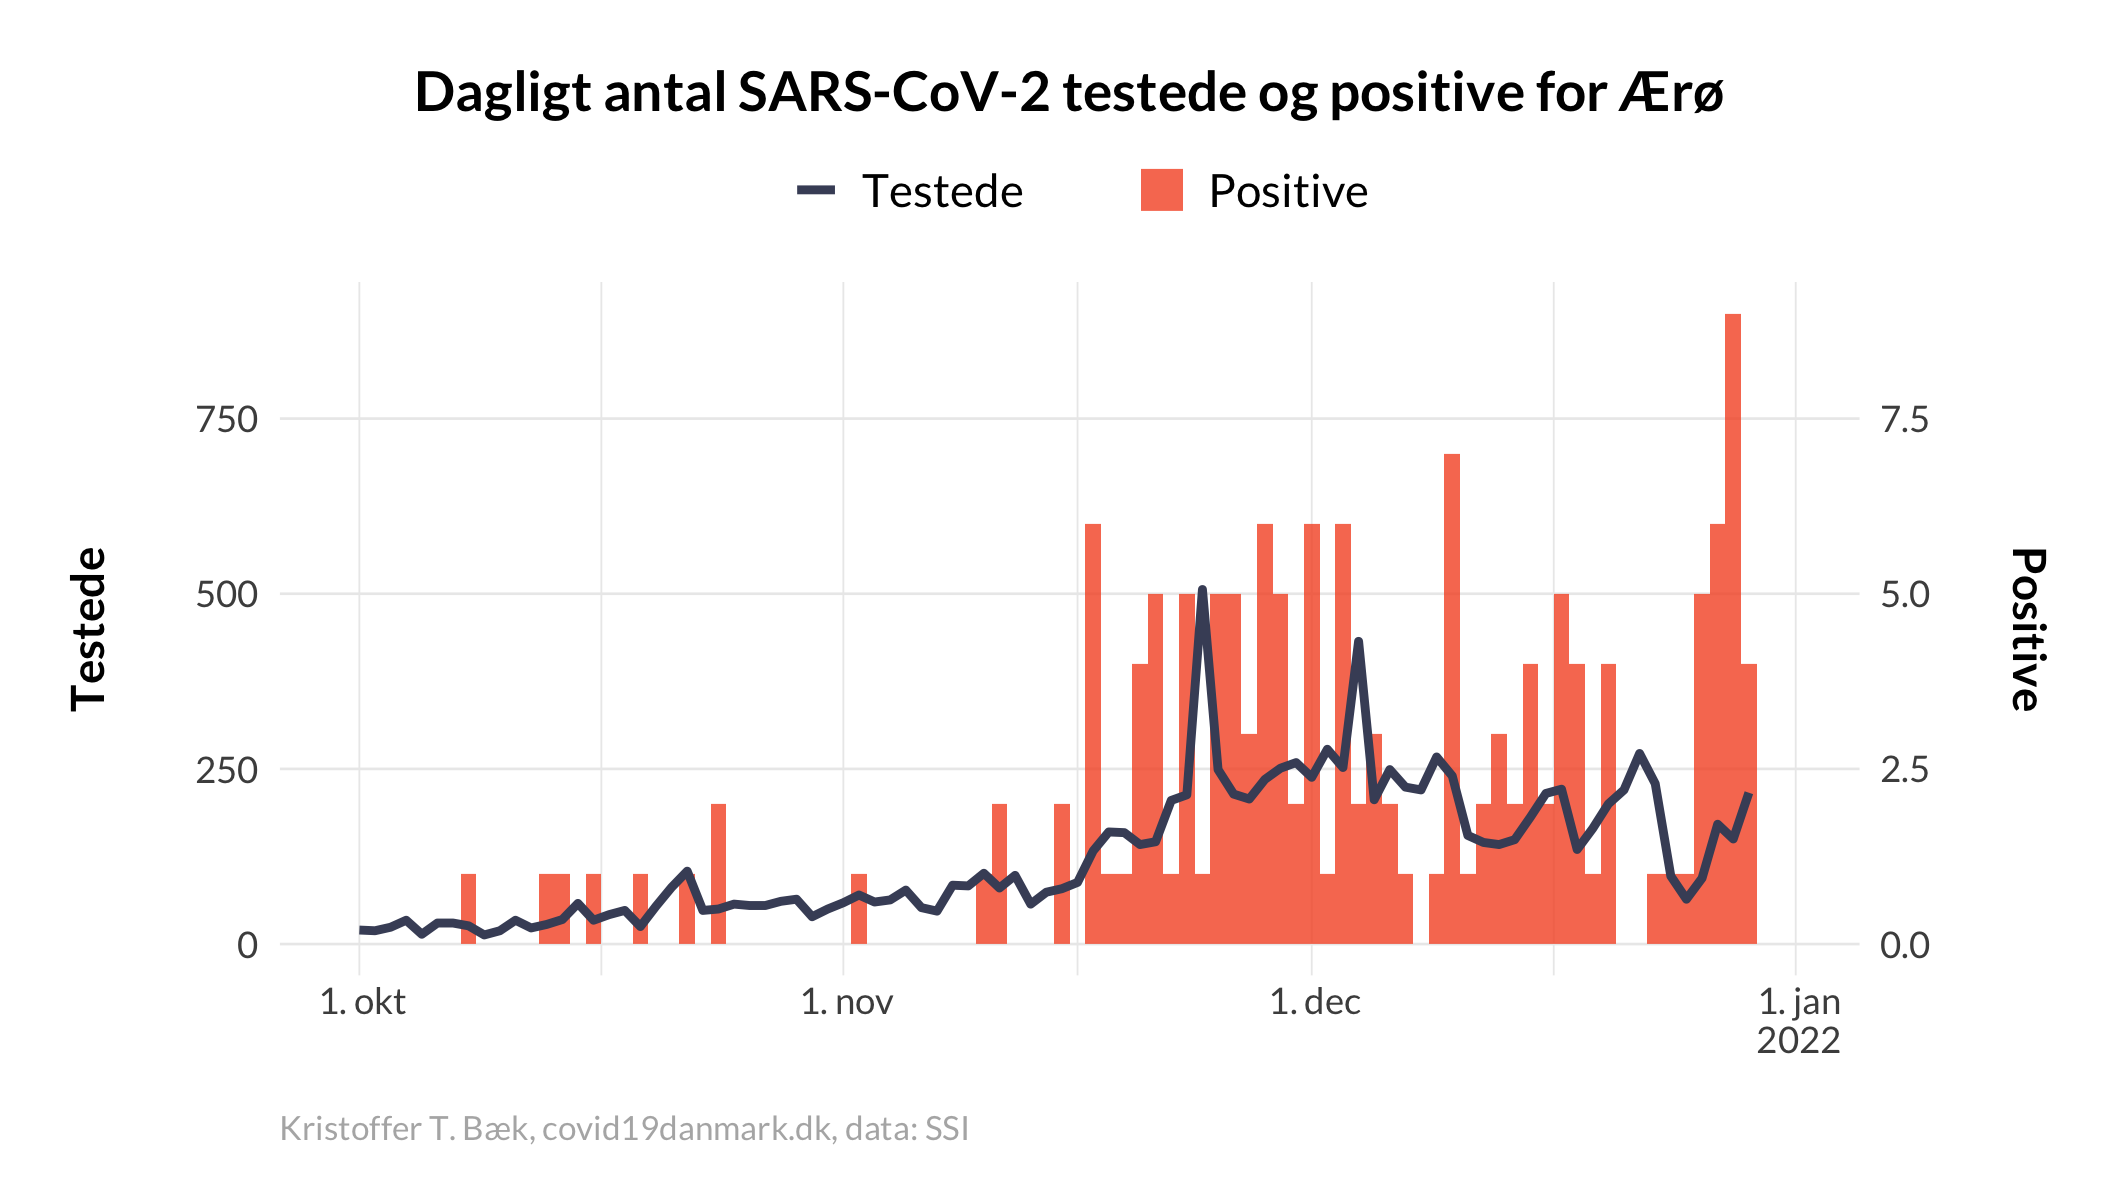 Dagligt antal SARS-CoV-2 testede og positive for Ærø
Testede
Positive
750
500
250
0
7.5
5.0
2.5
0.0
Testede
Positive
1. okt
1. nov
1. dec
1. jan
2022
Kristoffer T. Bæk, covid19danmark.dk, data: SSI